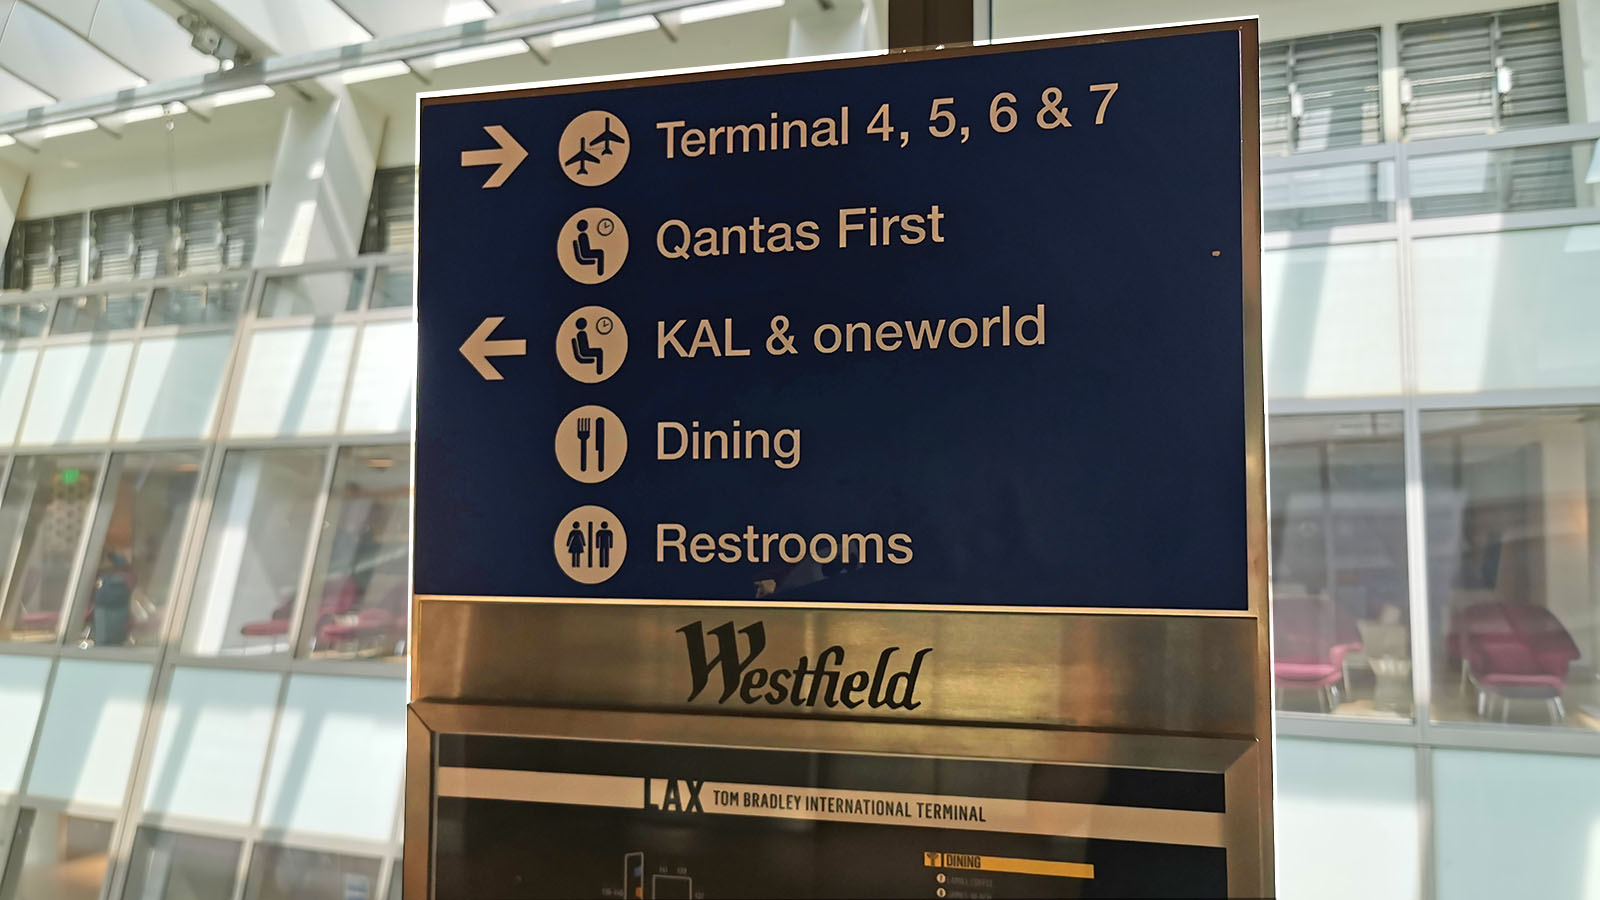 Terminal 4, 5, 6 & 7
Qantas First
KAL & oneworld
Dining
Restrooms
Westfield
LAX TOM BRADLEY INTERNATIONAL TERMINAL
DINING